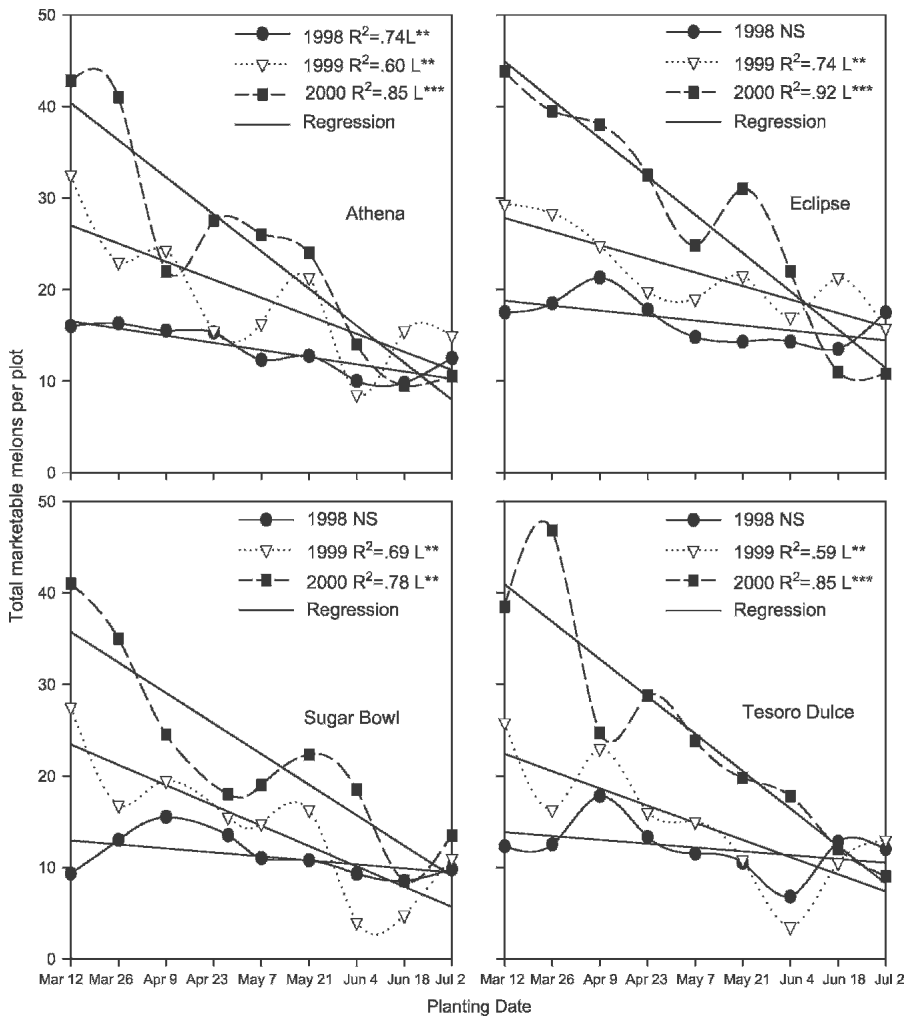 Total marketable melons per plot
50
40
30
20
10
0
1998 R²=.74L**
1999 R²=.60 L**
2000 R²=.85 L***
Regression
Athena
1998 NS
1999 R²=.74 L**
2000 R²=.92 L***
Regression
Eclipse
50
40
30
20
10
0
1998 NS
1999 R²=.69 L**
2000 R²=.78 L**
Regression
Sugar Bowl
1998 NS
1999 R²=.59 L**
2000 R²=.85 L***
Regression
Tesoro Dulce
Mar 12 Mar 26 Apr 9 Apr 23 May 7 May 21 Jun 4 Jun 18 Jul 2
Mar 12 Mar 26 Apr 9 Apr 23 May 7 May 21 Jun 4 Jun 18 Jul 2
Planting Date